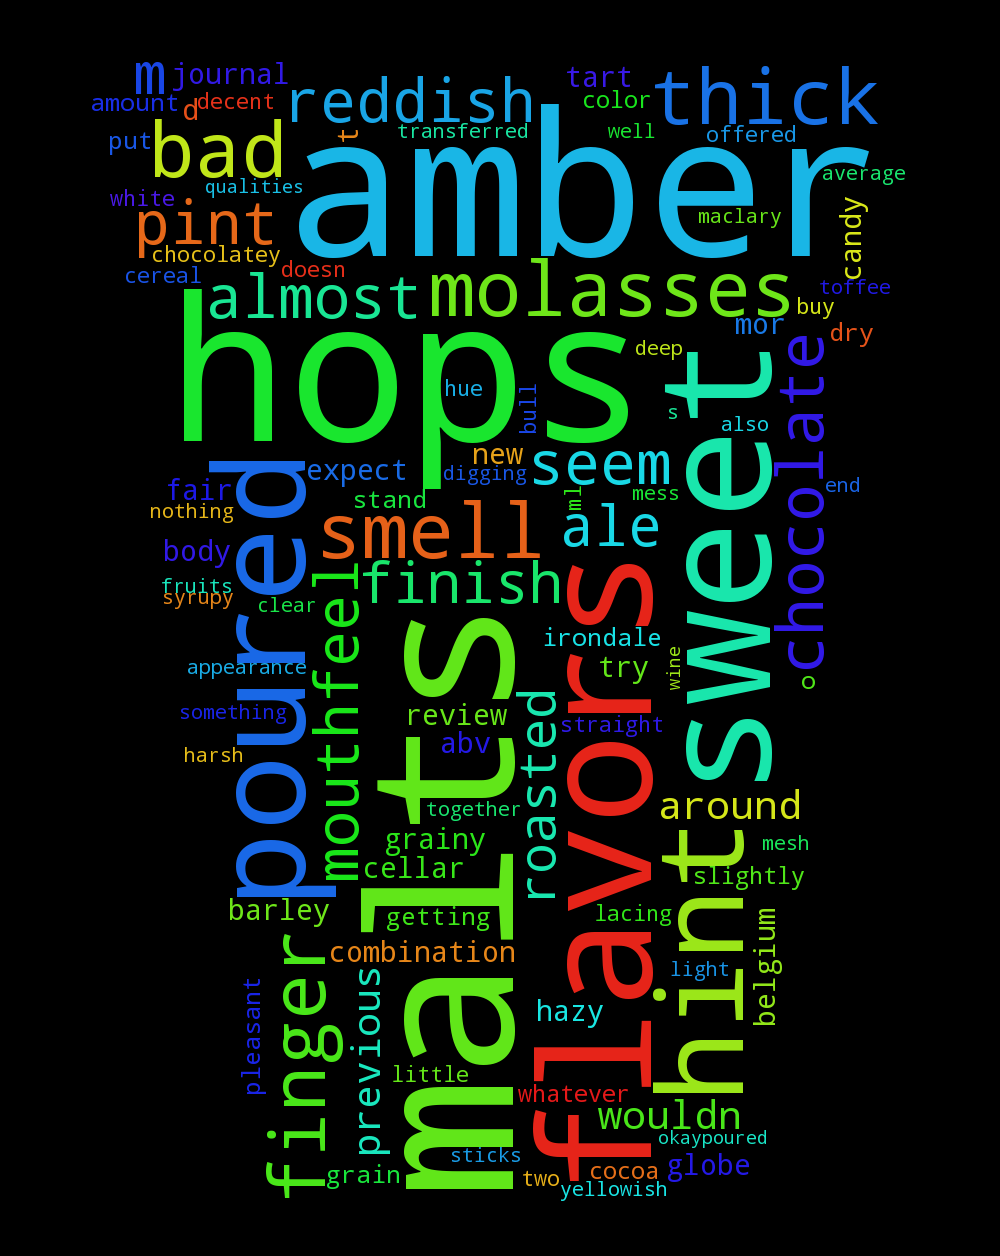 m journal reddish tart thick
amount d decent color
put bad t transferred well offered
amber average
white qualities
pint maclary candy
chocolatey
cereal doesn almost molasses toffee
buy
hops mor dry
deep sweet chocolate
hue bull s also
poured expect new seem
digging end
fair stand ml mess
nothing
smell ale
body finish flavors
fruits mouthfeel
syrupy clear malts
irondale
appearance try wine o
something review roasted straight
harsh abv
together around
grainy hint mesh
cellar slightly
barley getting lacing belgium
finger combination
previous light
pleasant hazy
little whatever
wouldn
sticks okaypoured
grain two cocoa globe
yellowish